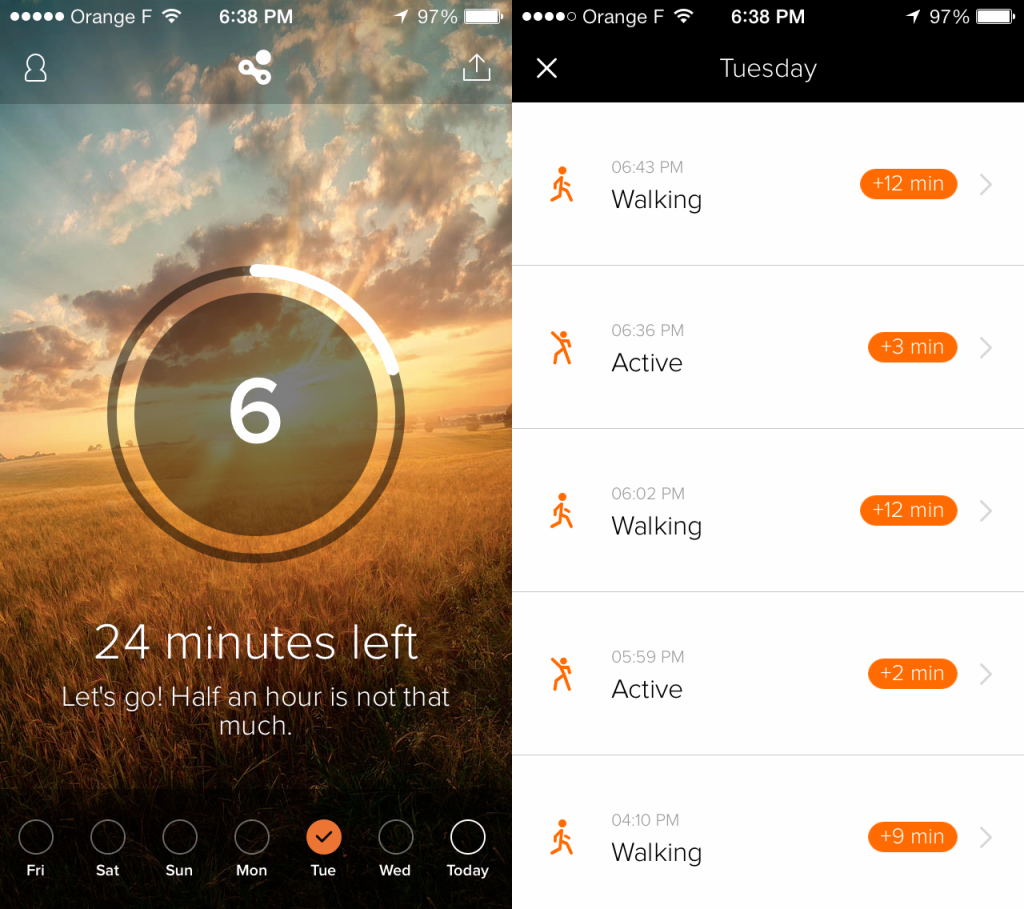 Orange F 6:38 PM 97%
6
24 minutes left
Let's go! Half an hour is not that
much.
Fri Sat Sun Mon Tue Wed Today
Orange F 6:38 PM 97%
Tuesday
06:43 PM
Walking
+12 min
06:36 PM
Active
+3 min
06:02 PM
Walking
+12 min
05:59 PM
Active
+2 min
04:10 PM
Walking
+9 min